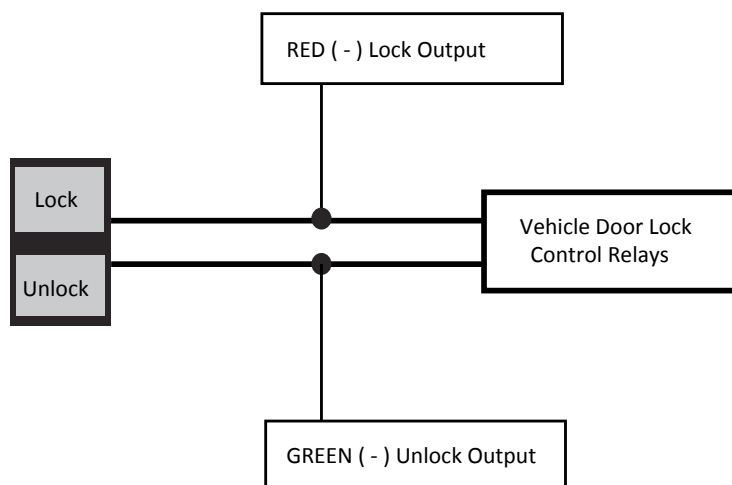 RED ( - ) Lock Output
Lock
Unlock
Vehicle Door Lock
Control Relays
GREEN ( - ) Unlock Output